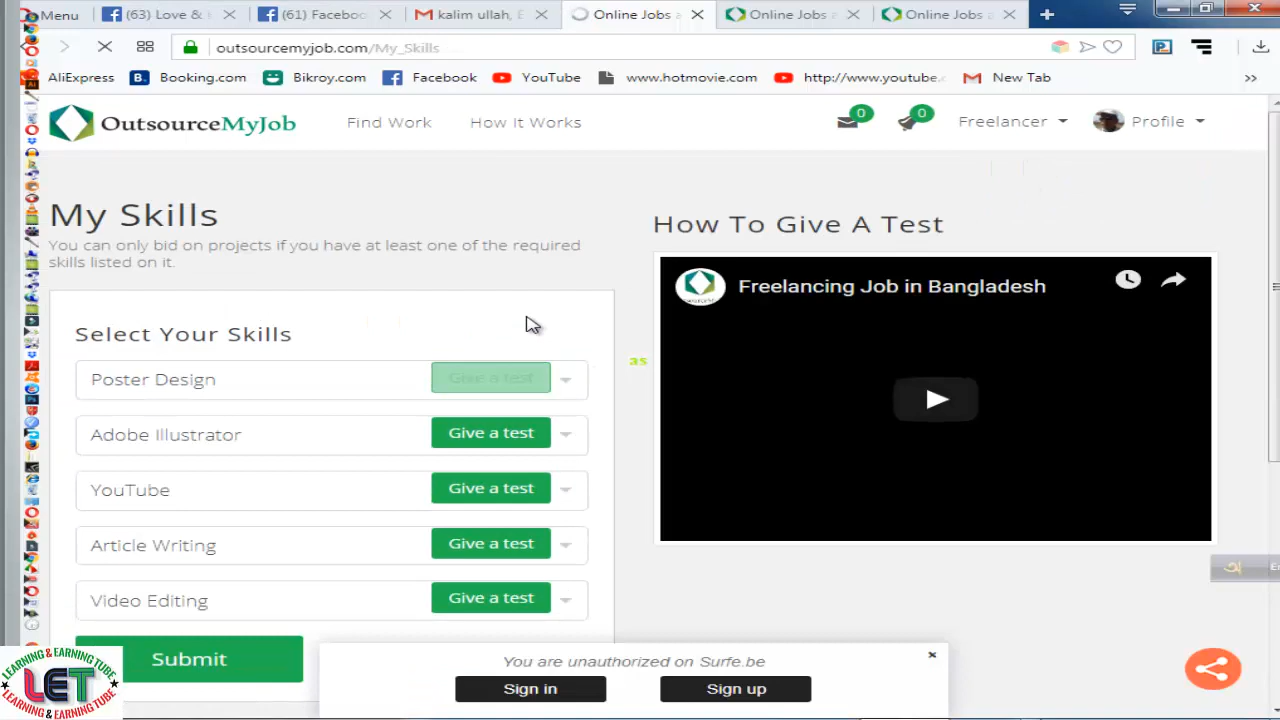 Menu
(63) Love &
(61) Facebo
kalim ullah, E
Online Jobs a
Online Jobs a
Online Jobs a
outsourcemyjob.com/My_Skills
AliExpress
Booking.com
Bikroy.com
Facebook
YouTube
www.hotmovie.com
http://www.youtube.c
New Tab
OutsourceMyJob
Find Work
How It Works
0
0
Freelancer
Profile
My Skills
You can only bid on projects if you have at least one of the required
skills listed on it.
How To Give A Test
Freelancing Job in Bangladesh
Select Your Skills
Poster Design Give a test
as
Adobe Illustrator Give a test
YouTube Give a test
Article Writing Give a test
Video Editing Give a test
Submit
You are unauthorized on Surfe.be
Sign in
Sign up
LEARNING & EARNING TUBE
LET
LEARNING & EARNING TUBE